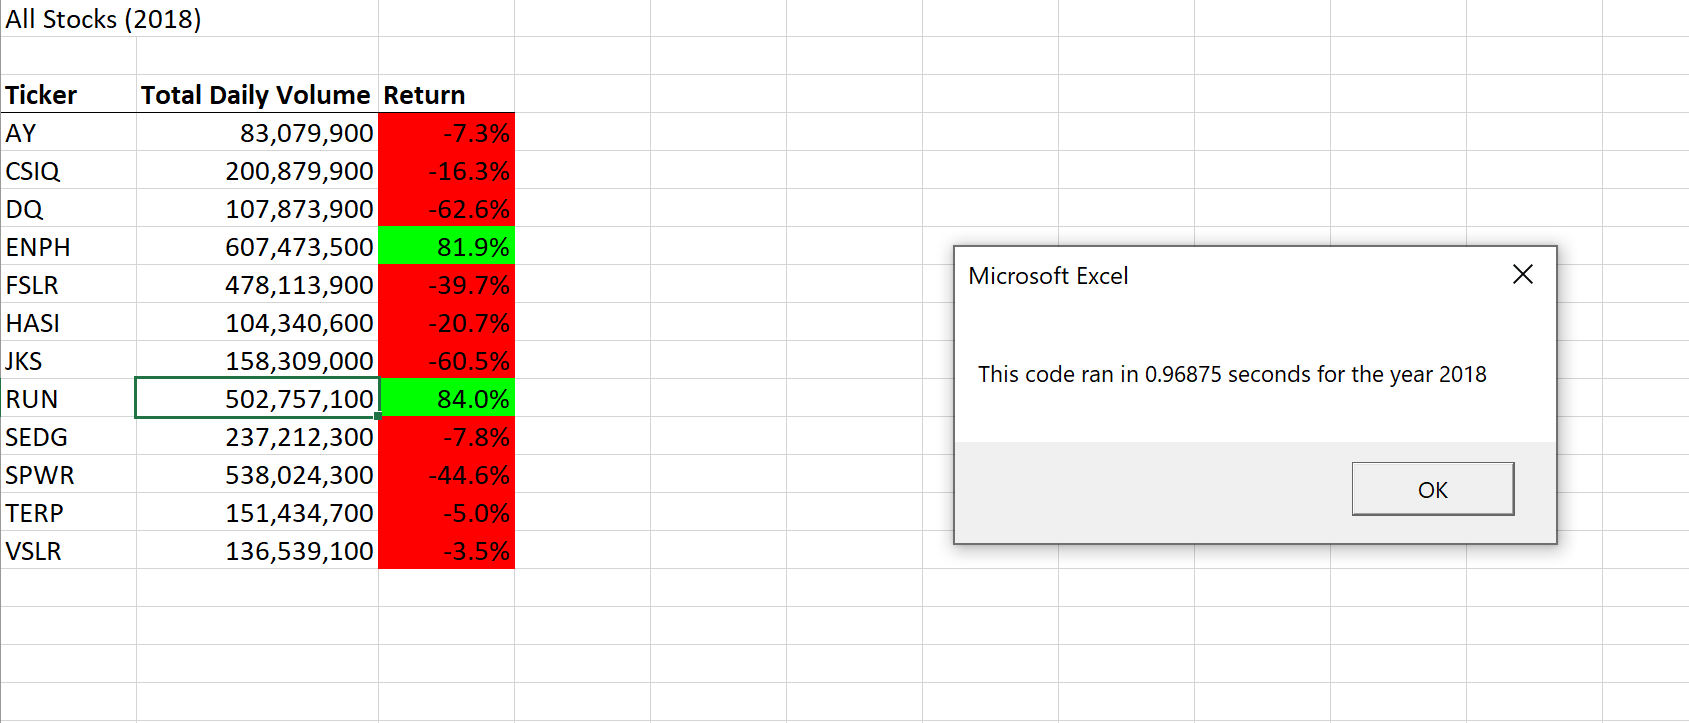 All Stocks (2018)
Ticker Total Daily Volume Return
AY 83,079,900 -7.3%
CSIQ 200,879,900 -16.3%
DQ 107,873,900 -62.6%
ENPH 607,473,500 81.9%
FSLR 478,113,900 -39.7%
HASI 104,340,600 -20.7%
JKS 158,309,000 -60.5%
RUN 502,757,100 84.0%
SEDG 237,212,300 -7.8%
SPWR 538,024,300 -44.6%
TERP 151,434,700 -5.0%
VSLR 136,539,100 -3.5%
Microsoft Excel
This code ran in 0.96875 seconds for the year 2018
OK